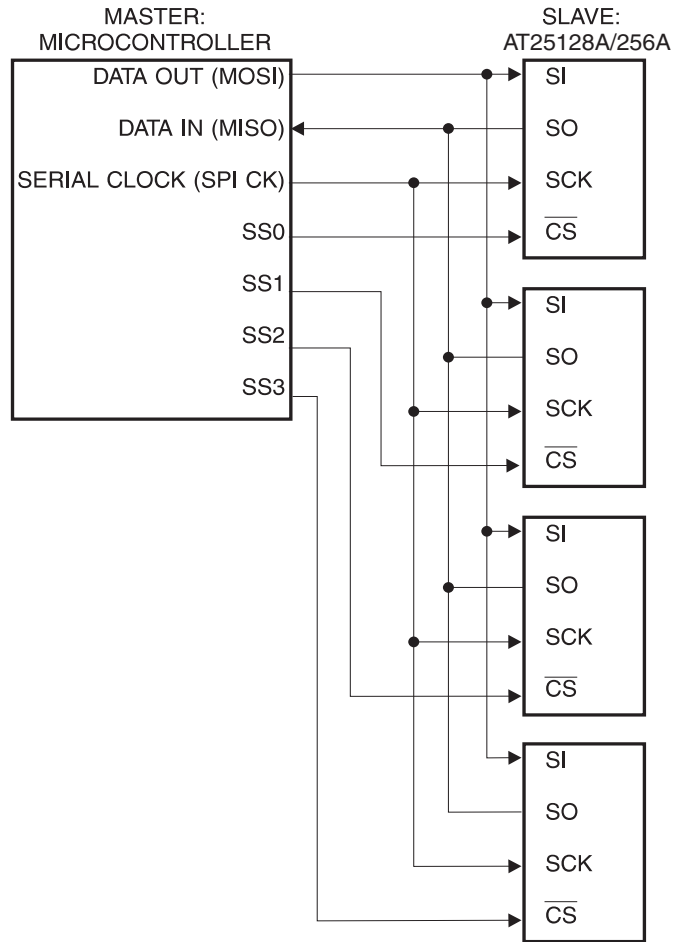 MASTER:
MICROCONTROLLER
SLAVE:
AT25128A/256A
DATA OUT (MOSI)
DATA IN (MISO)
SERIAL CLOCK (SPI CK)
SS0
SS1
SS2
SS3
SI
SO
SCK
CS
SI
SO
SCK
CS
SI
SO
SCK
CS
SI
SO
SCK
CS